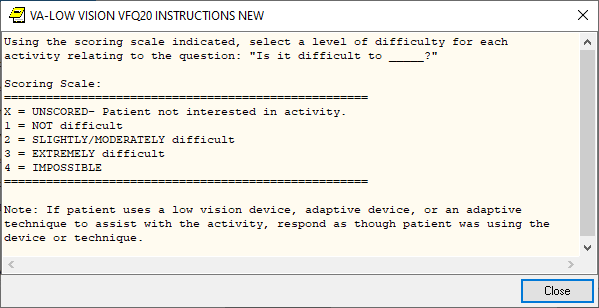 VA-LOW VISION VFQ20 INSTRUCTIONS NEW
Using the scoring scale indicated, select a level of difficulty for each
activity relating to the question: "Is it difficult to _____?"
Scoring Scale:
====================================================
X = UNSCORED- Patient not interested in activity.
1 = NOT difficult
2 = SLIGHTLY/MODERATELY difficult
3 = EXTREMELY difficult
4 = IMPOSSIBLE
====================================================
Note: If patient uses a low vision device, adaptive device, or an adaptive
technique to assist with the activity, respond as though patient was using the
device or technique.
Close